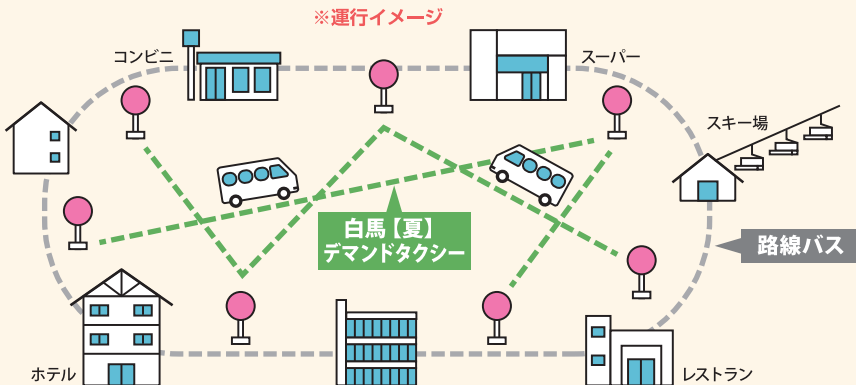 ※運行イメージ
コンビニ
スーパー
スキー場
白馬【夏】
デマンドタクシー
路線バス
ホテル
レストラン